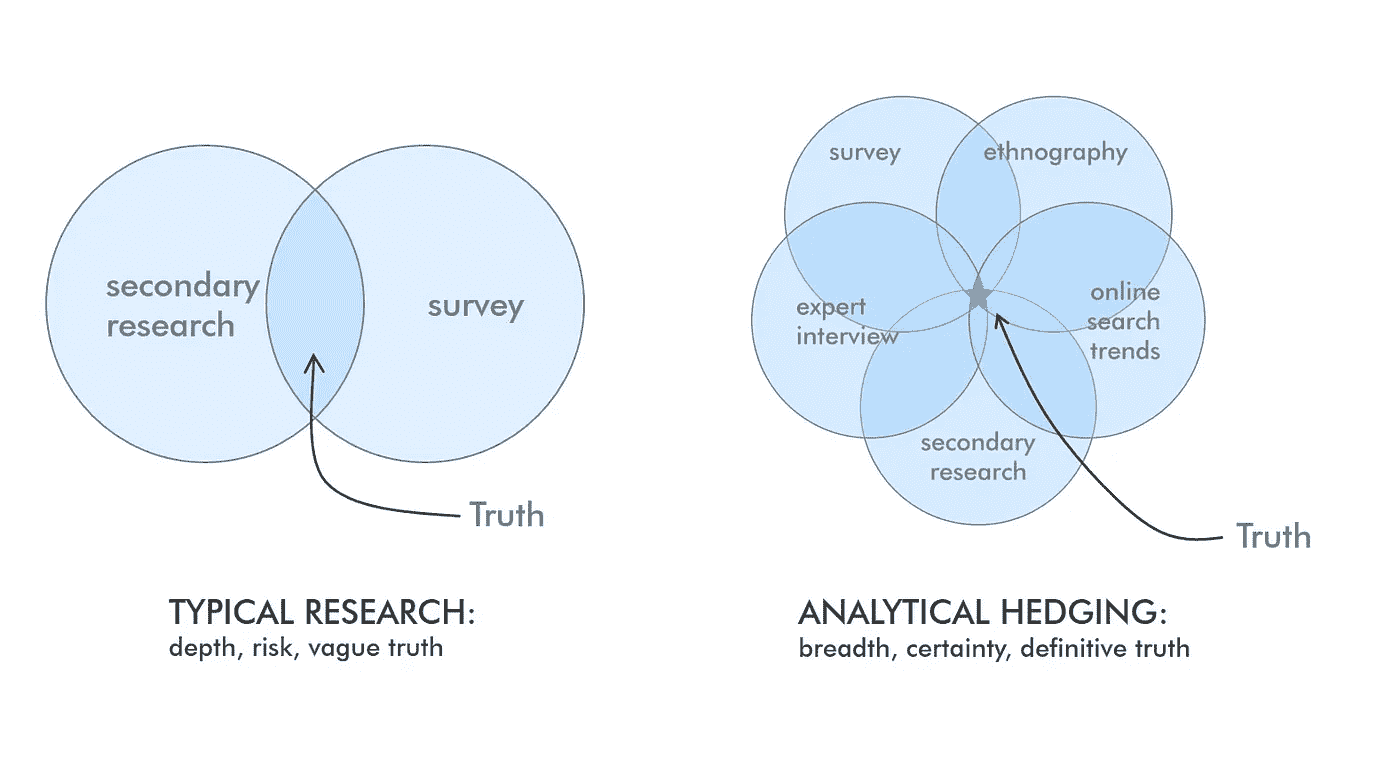 secondary
research
survey
Truth
TYPICAL RESEARCH:
depth, risk, vague truth
survey
ethnography
expert
interview
online
search
trends
secondary
research
Truth
ANALYTICAL HEDGING:
breadth, certainty, definitive truth